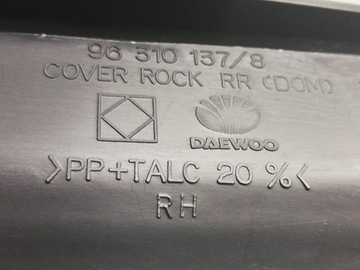 96 310 137/8
COVER ROCK RR (DOM)
DAEWOO
>PP+TALC 20 %<
RH